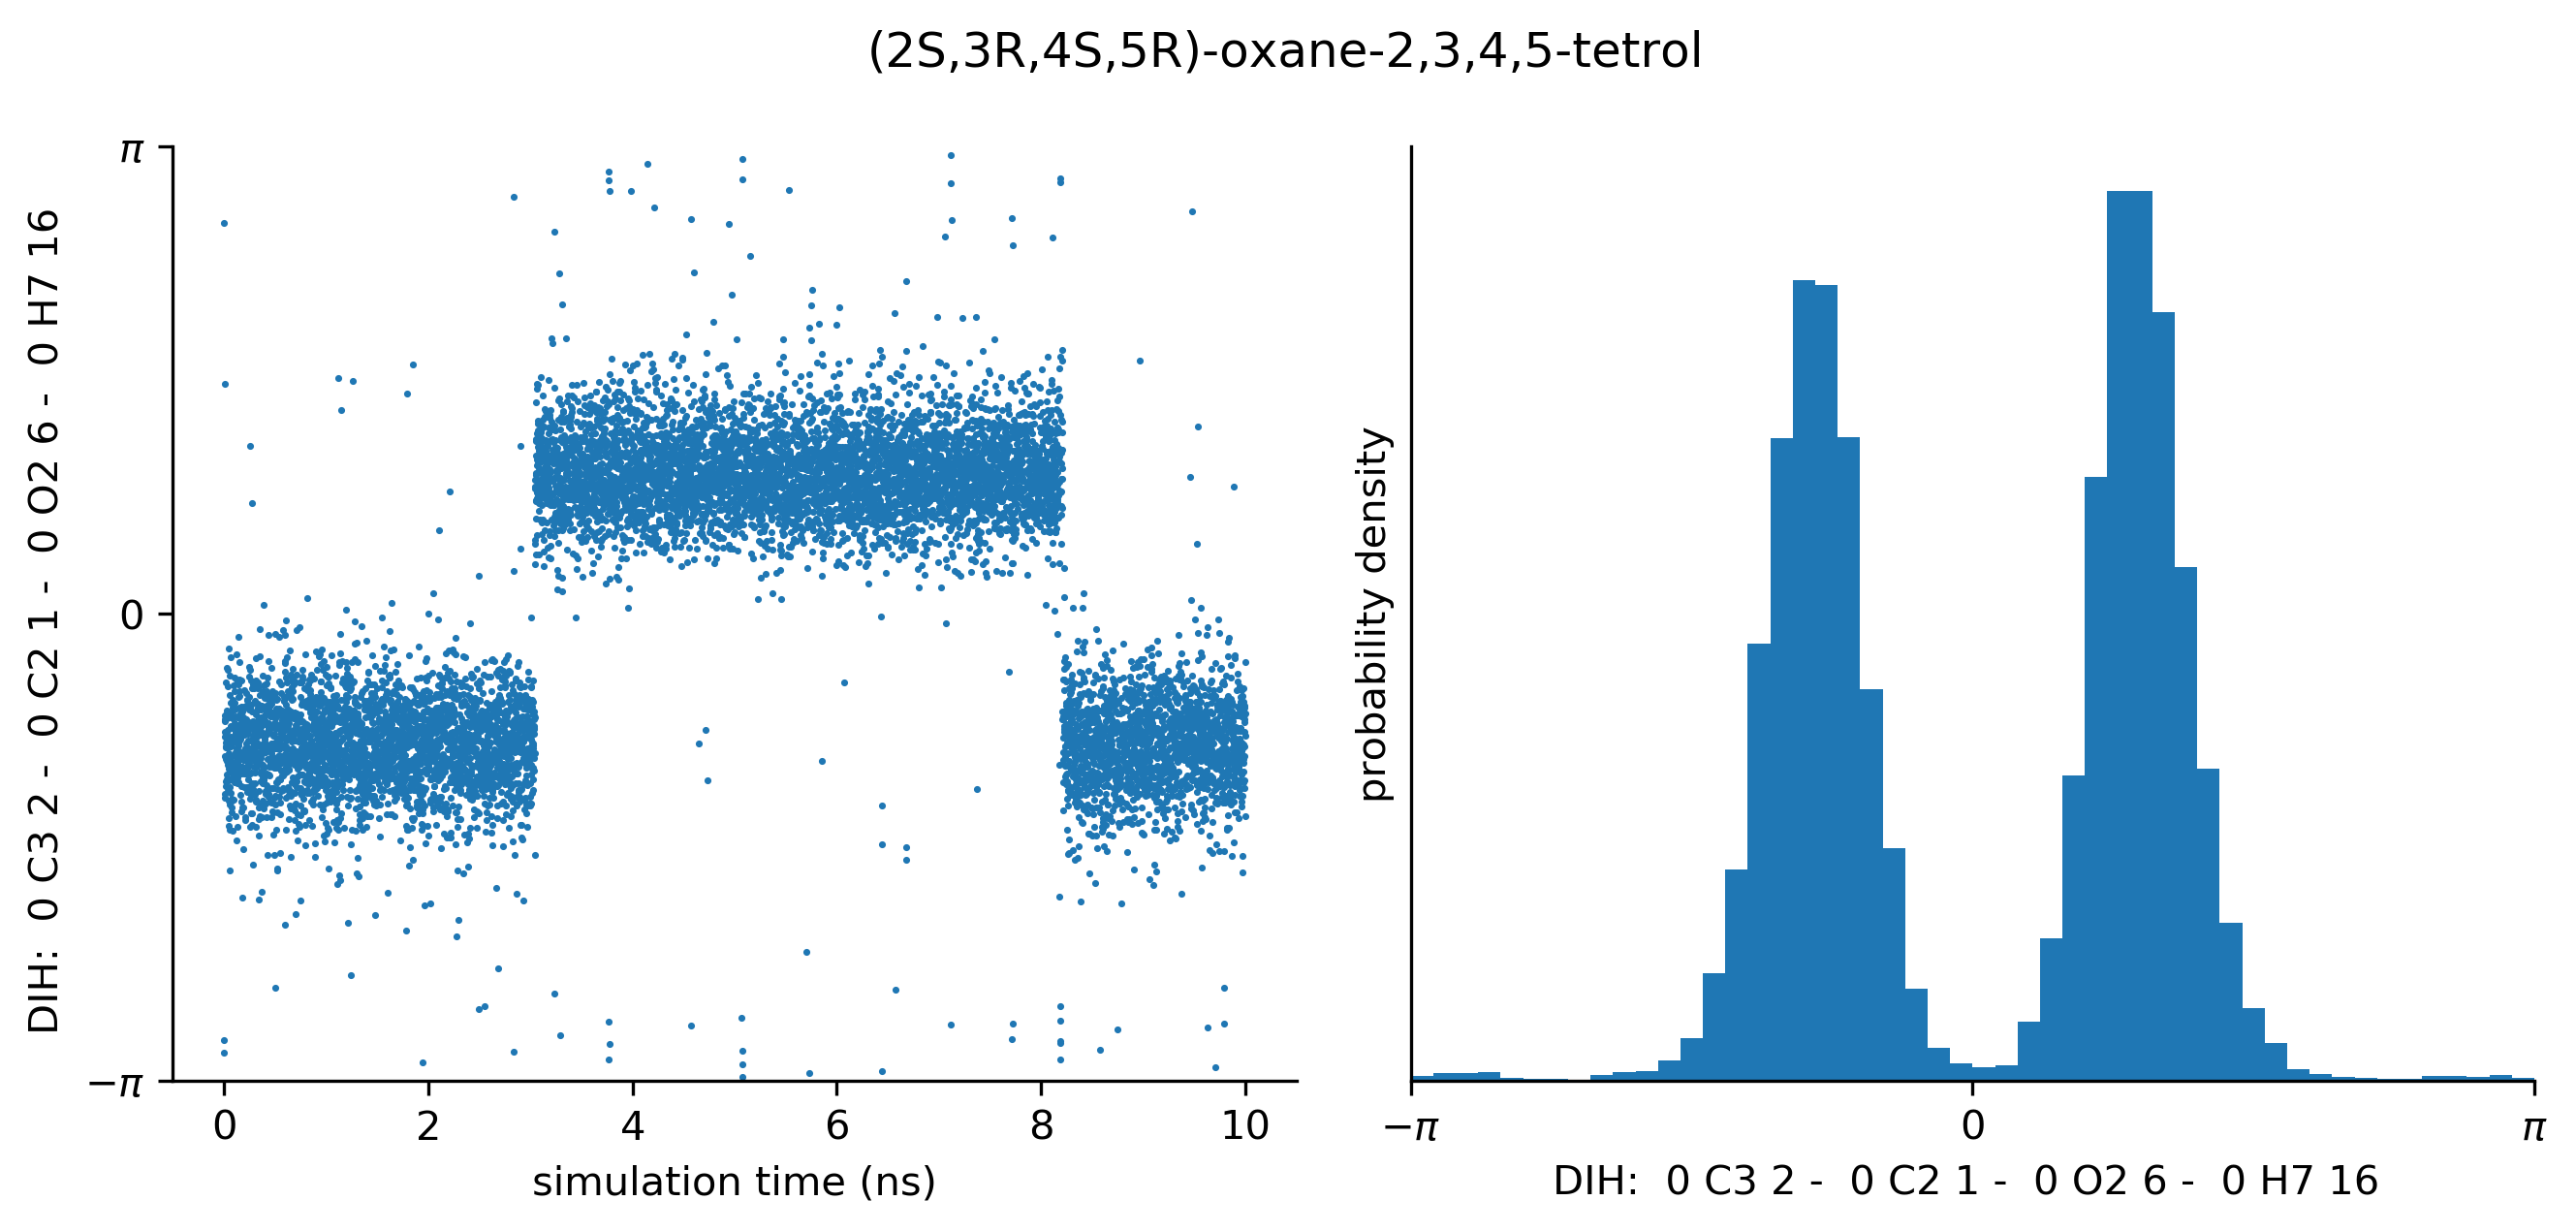 (2S,3R,4S,5R)-oxane-2,3,4,5-tetrol
π
0
−π
DIH:  0 C3 2 -  0 C2 1 -  0 O2 6 -  0 H7 16
0 2 4 6 8 10
simulation time (ns)
probability density
−π 0 π
DIH:  0 C3 2 -  0 C2 1 -  0 O2 6 -  0 H7 16